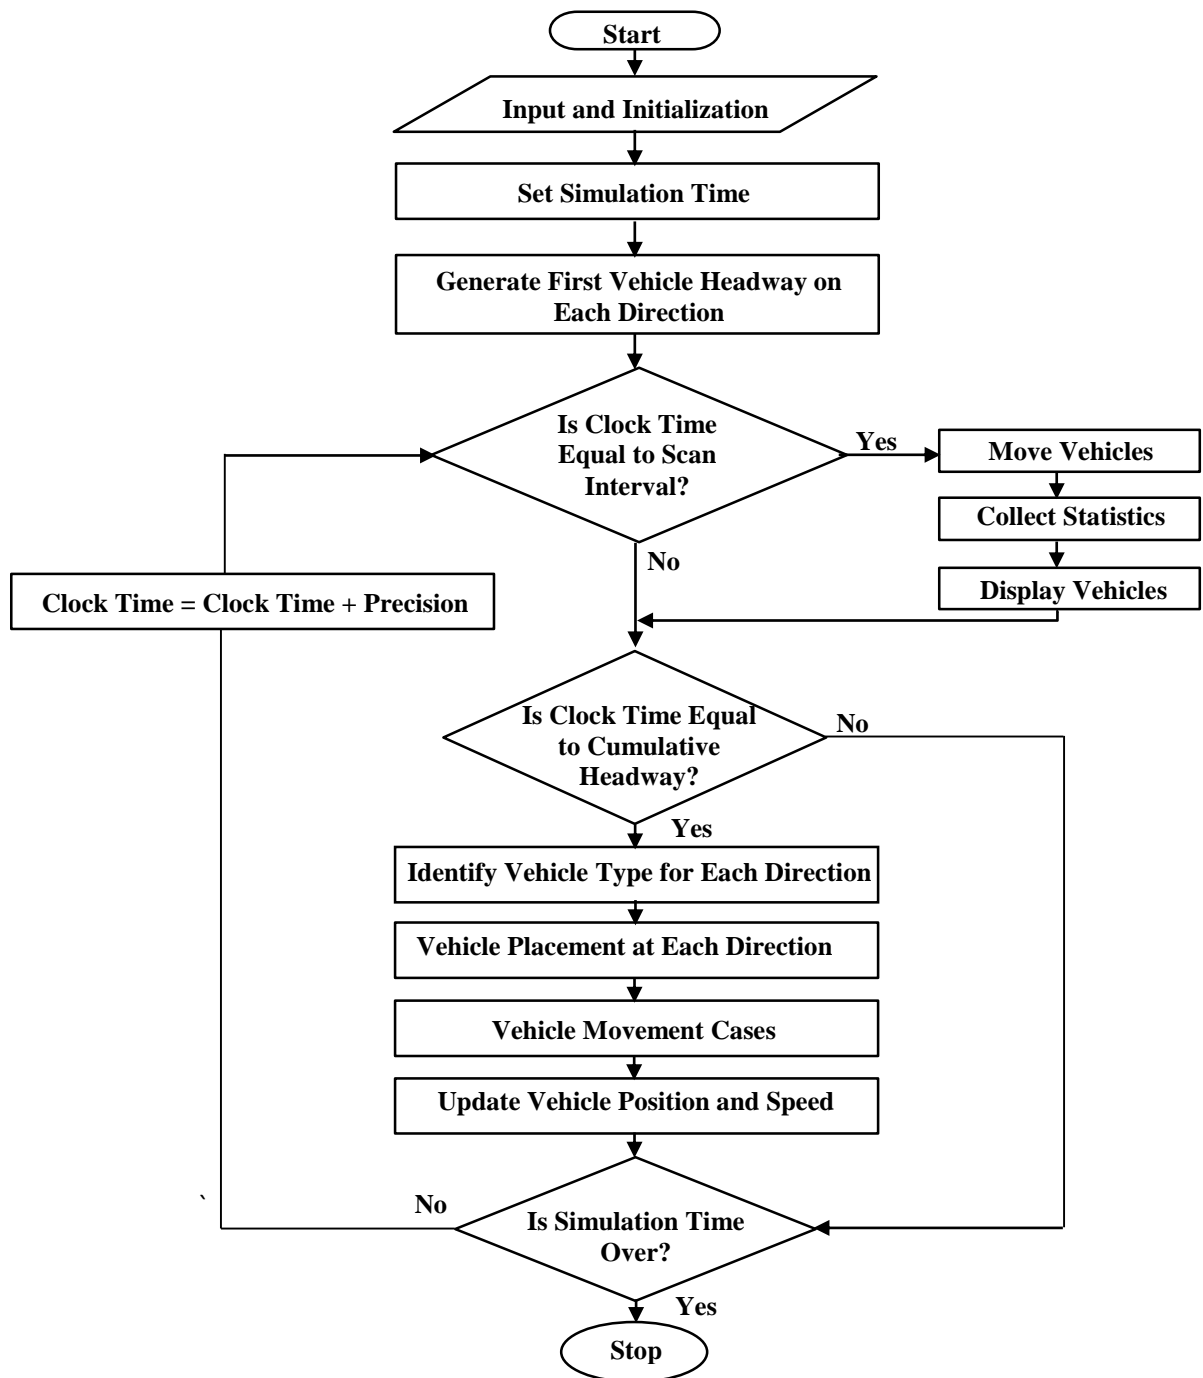 Start
Input and Initialization
Set Simulation Time
Generate First Vehicle Headway on
Each Direction
Is Clock Time
Equal to Scan
Interval?
Yes
Move Vehicles
Collect Statistics
Display Vehicles
No
Clock Time = Clock Time + Precision
Is Clock Time Equal
to Cumulative
Headway?
No
Yes
Identify Vehicle Type for Each Direction
Vehicle Placement at Each Direction
Vehicle Movement Cases
Update Vehicle Position and Speed
`
No
Is Simulation Time
Over?
Yes
Stop